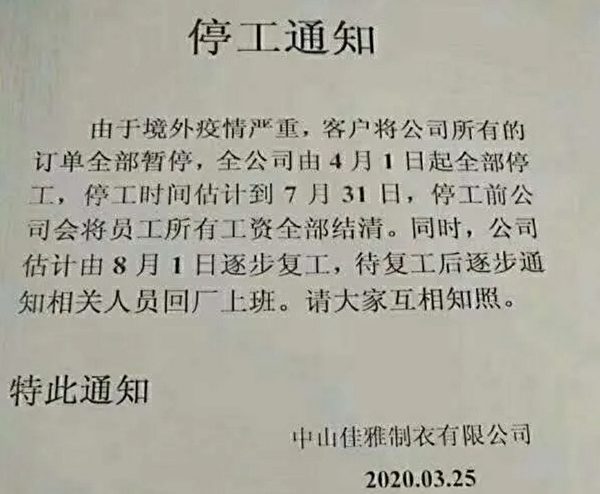 停工通知
由于境外疫情严重，客户将公司所有的
订单全部暂停，全公司由4月1日起全部停
工，停工时间估计到7月31日，停工前公
司会将员工所有工资全部结清。同时，公司
估计由8月1日逐步复工，待复工后逐步通
知相关人员回厂上班。请大家互相知照。
特此通知
中山佳雅制衣有限公司
2020.03.25